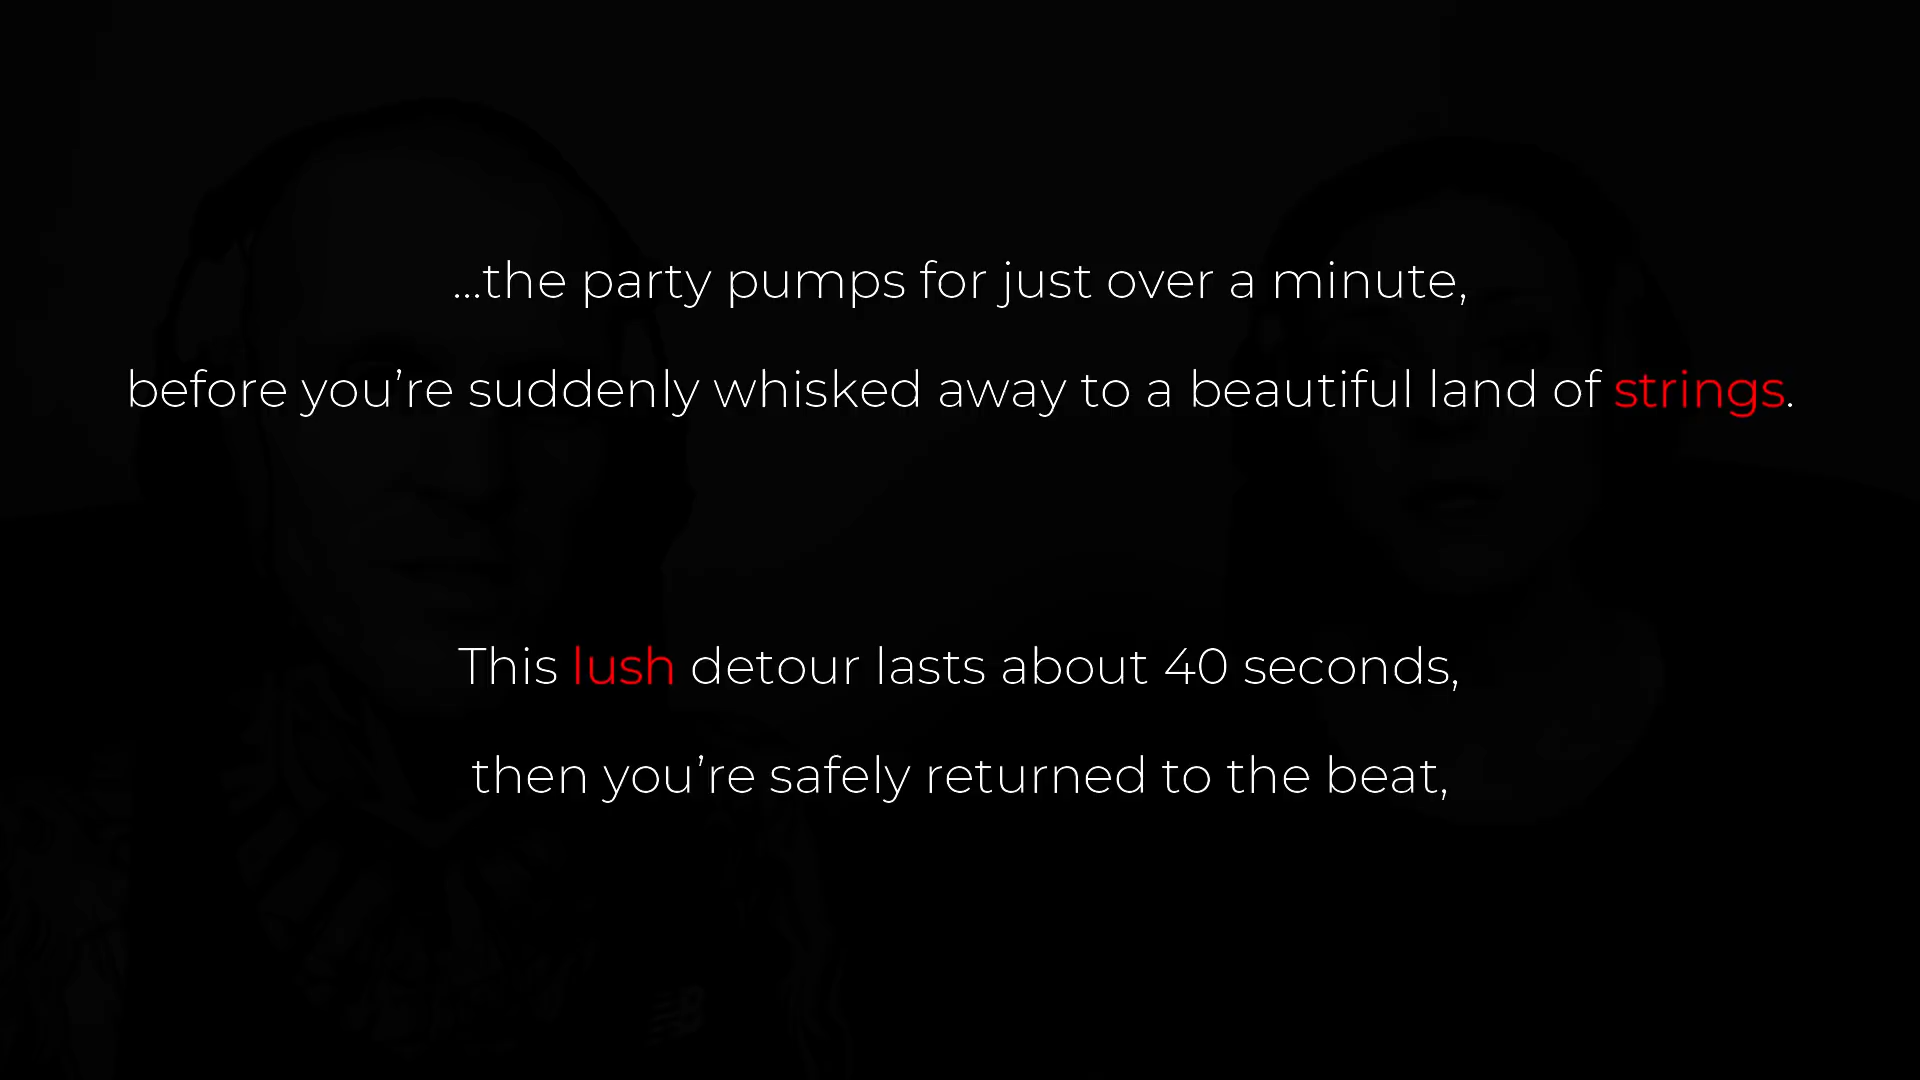 ...the party pumps for just over a minute,
before you’re suddenly whisked away to a beautiful land of strings.
This lush detour lasts about 40 seconds,
then you’re safely returned to the beat,